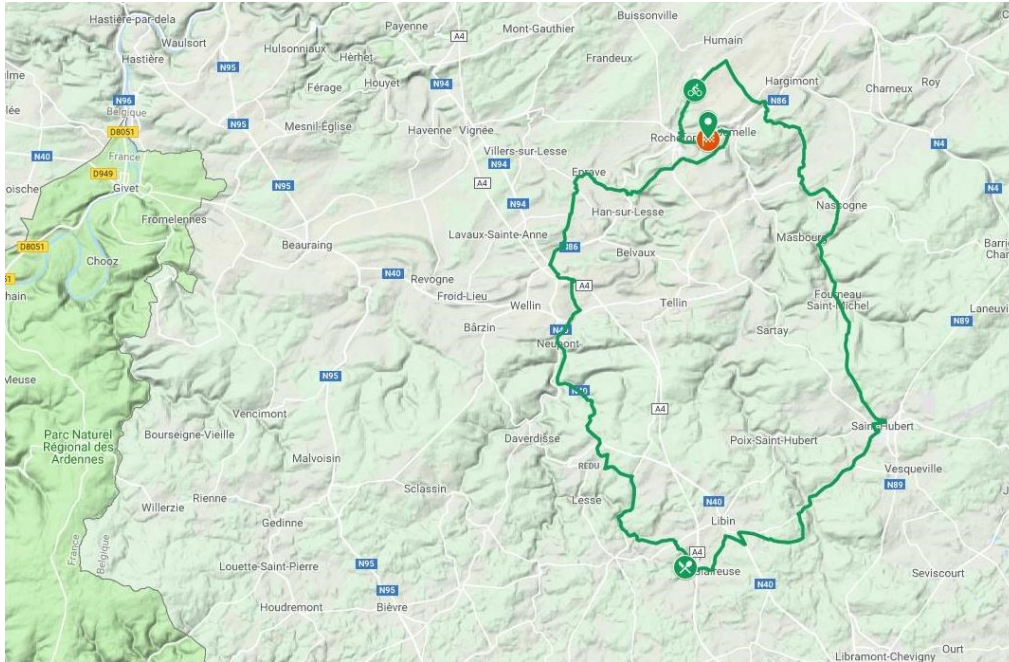 Hastière-par-dela
Waulsort
Hastière
Hulsonniaux
Hérhet
Payenne
A4
Mont-Gauthier
Buissonville
Frandeux
Humain
N95
Férage
Houyet
N94
Hargimont
Charneux
Roy
N96
Belgique
D8051
France
N95
Mesnil-Église
Havenne
Vignée
Villers-sur-Lesse
N94
N86
N4
N40
D949
Givet
N95
A4
N94
Eprave
Han-sur-Lesse
Nassogne
N4
Fromelennes
Beauraing
Lavaux-Sainte-Anne
N86
Belvaux
Masbourg
D8051
Chooz
N40
Revogne
Froid-Lieu
A4
Wellin
Tellin
Fourneau
Saint-Michel
Bârzin
Neupont
Sartay
N89
Meuse
N95
N40
Vencimont
A4
Parc Naturel
Régional des
Ardennes
Bourseigne-Vieille
Daverdisse
Poix-Saint-Hubert
Malvoisin
REDU
Vesqueville
N89
Sclassin
Lesse
N40
Libin
Rienne
Willerzie
Gedinne
France
Belgique
Louette-Saint-Pierre
N95
A4
N40
Seviscourt
N95
Houdremont
Bièvre
Ourt
Libramont-Chevigny